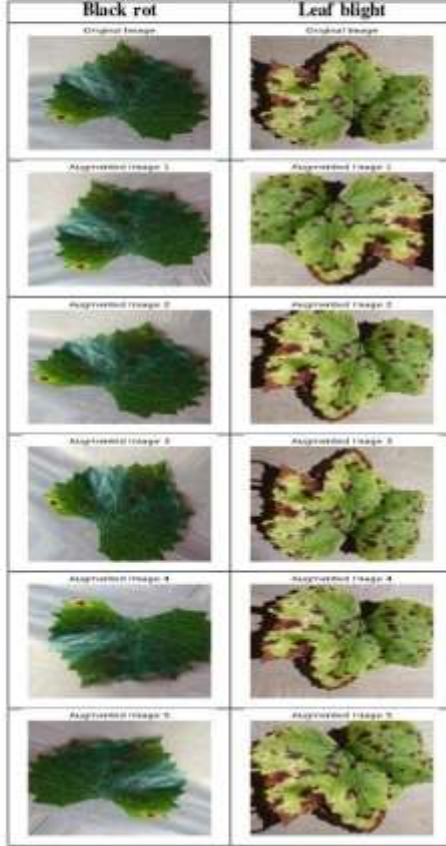 Black rot Leaf blight
Original Image Original Image
Augmented Image 1 Augmented Image 1
Augmented Image 2 Augmented Image 2
Augmented Image 3 Augmented Image 3
Augmented Image 4 Augmented Image 4
Augmented Image 5 Augmented Image 5